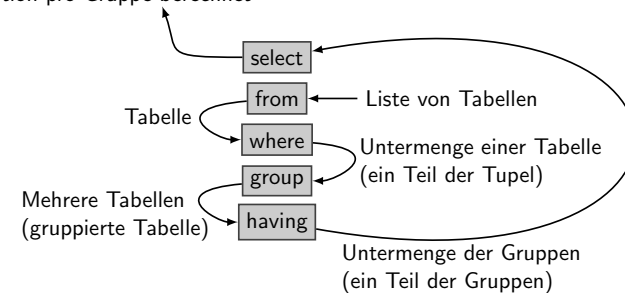 pro Gruppe berechnet
select
from
Liste von Tabellen
Tabelle
where
Untermenge einer Tabelle
(ein Teil der Tupel)
group
Mehrere Tabellen
(gruppierte Tabelle)
having
Untermenge der Gruppen
(ein Teil der Gruppen)